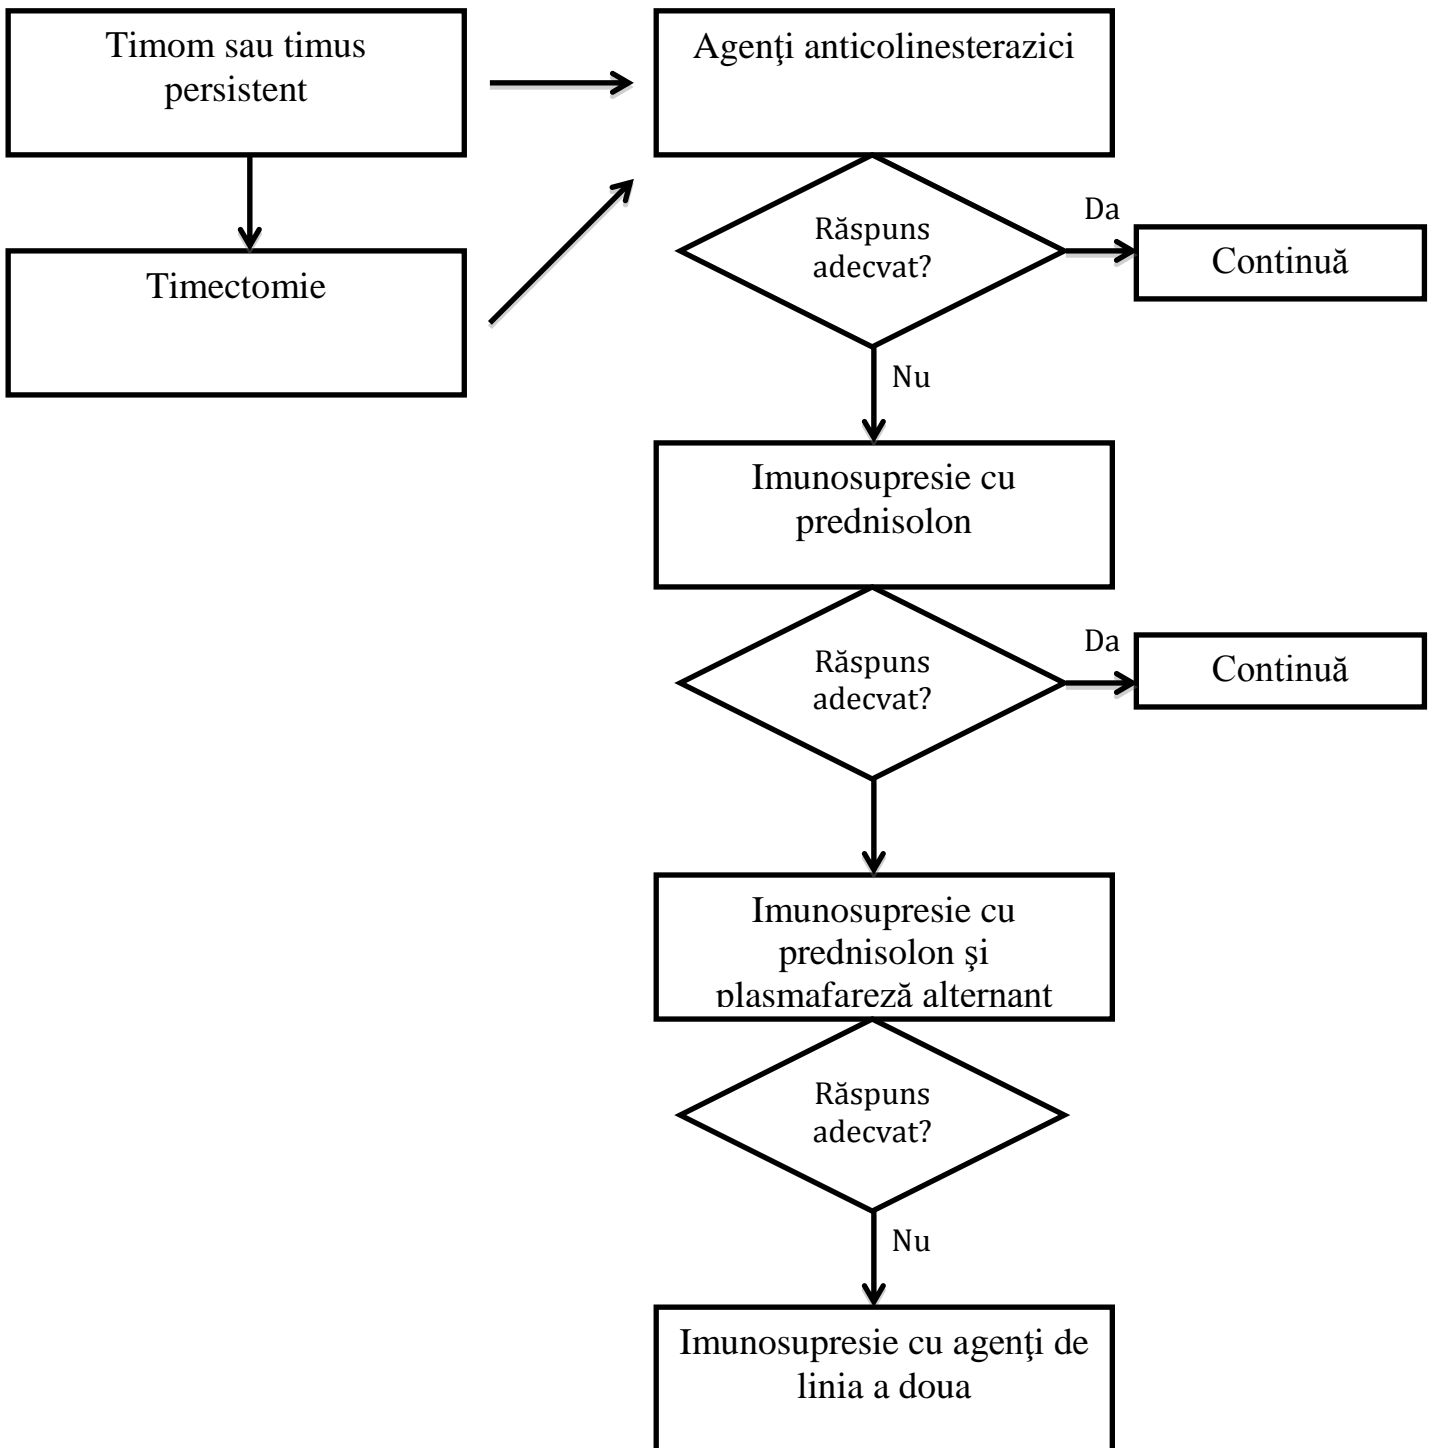 Timom sau timus
persistent
Agenţi anticolinesterazici
Timectomie
Răspuns
adecvat?
Da
Continuă
Nu
Imunosupresie cu
prednisolon
Răspuns
adecvat?
Da
Continuă
Imunosupresie cu
prednisolon şi
plasmafareză alternant
Răspuns
adecvat?
Nu
Imunosupresie cu agenţi de
linia a doua